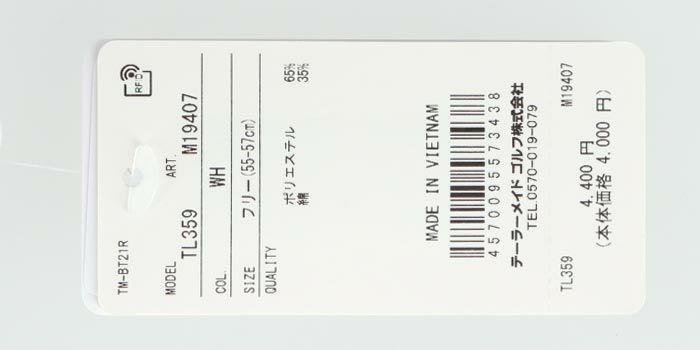 RFID
TM-BT21R
MODEL TL359 ART. M19407
COL. WH
SIZE フリー(55-57cm)
QUALITY
ポリエステル 65%
綿 35%
MADE IN VIETNAM
4570095573438
テーラーメイド ゴルフ株式会社
TEL.0570-019-079
TL359 M19407
4.400 円
(本体価格 4.000 円)